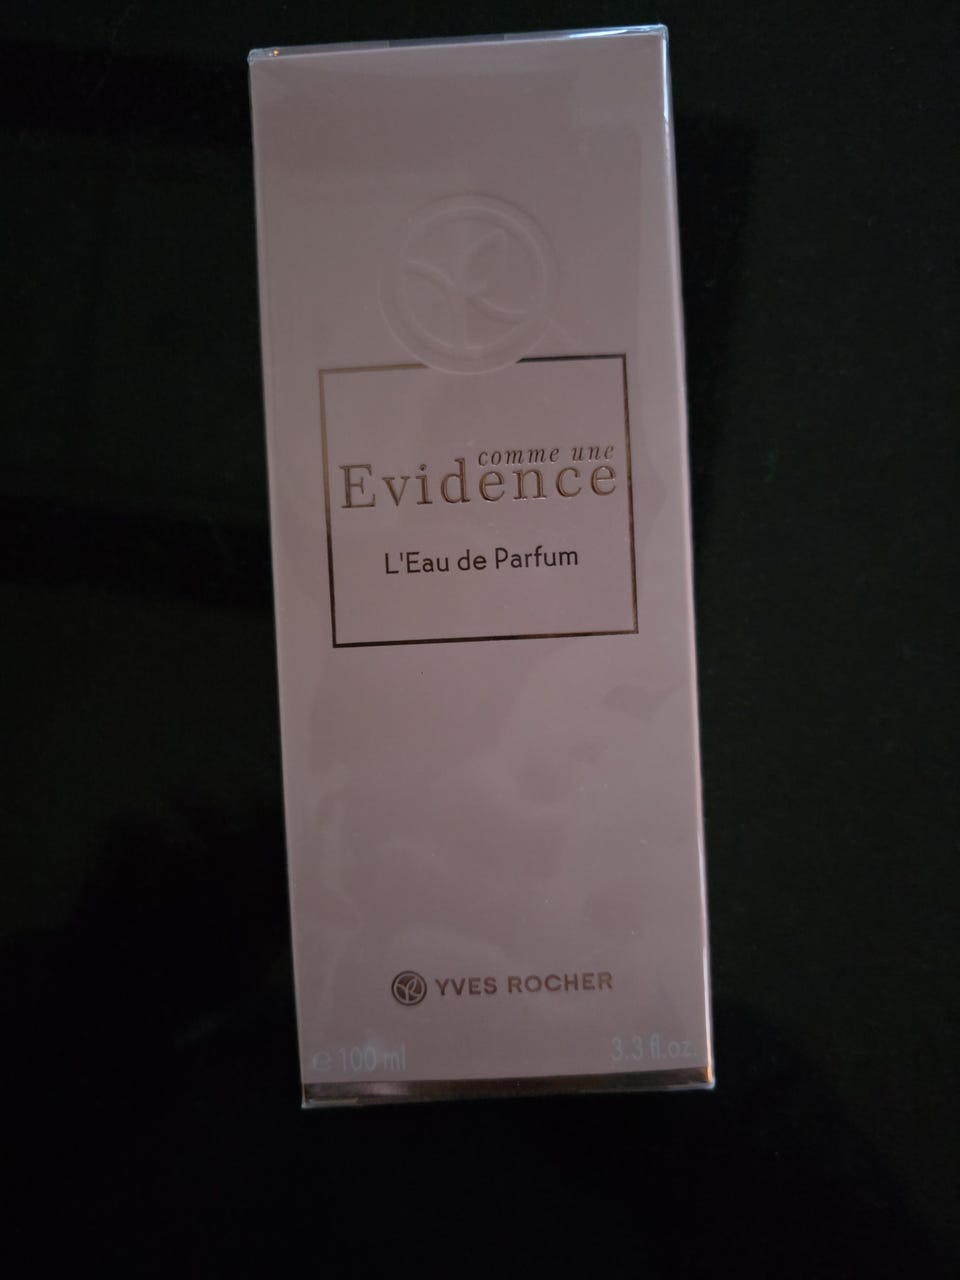 comme une
Evidence
L'Eau de Parfum
YVES ROCHER
e 100 ml
3.3 fl.oz.